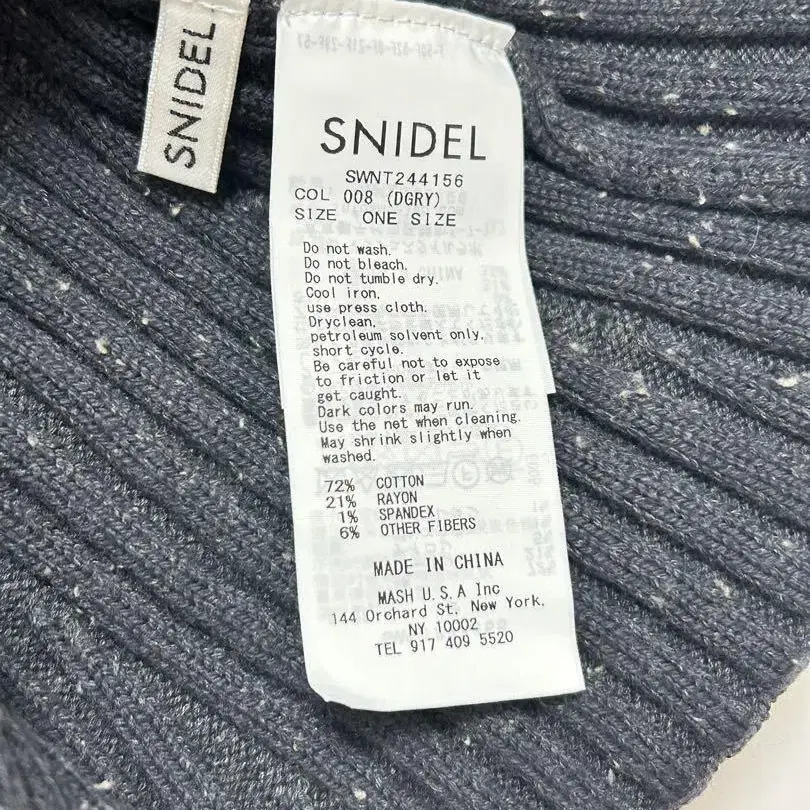 SNIDEL
SNIDEL
SWNT244156
COL 008 (DGRY)
SIZE ONE SIZE
Do not wash.
Do not bleach.
Do not tumble dry.
Cool iron,
use press cloth.
Dryclean,
petroleum solvent only,
short cycle.
Be careful not to expose
to friction or let it
get caught.
Dark colors may run.
Use the net when cleaning.
May shrink slightly when
washed.
72% COTTON
21% RAYON
1% SPANDEX
6% OTHER FIBERS
MADE IN CHINA
MASH U.S.A Inc
144 Orchard St. New York,
NY 10002
TEL 917 409 5520